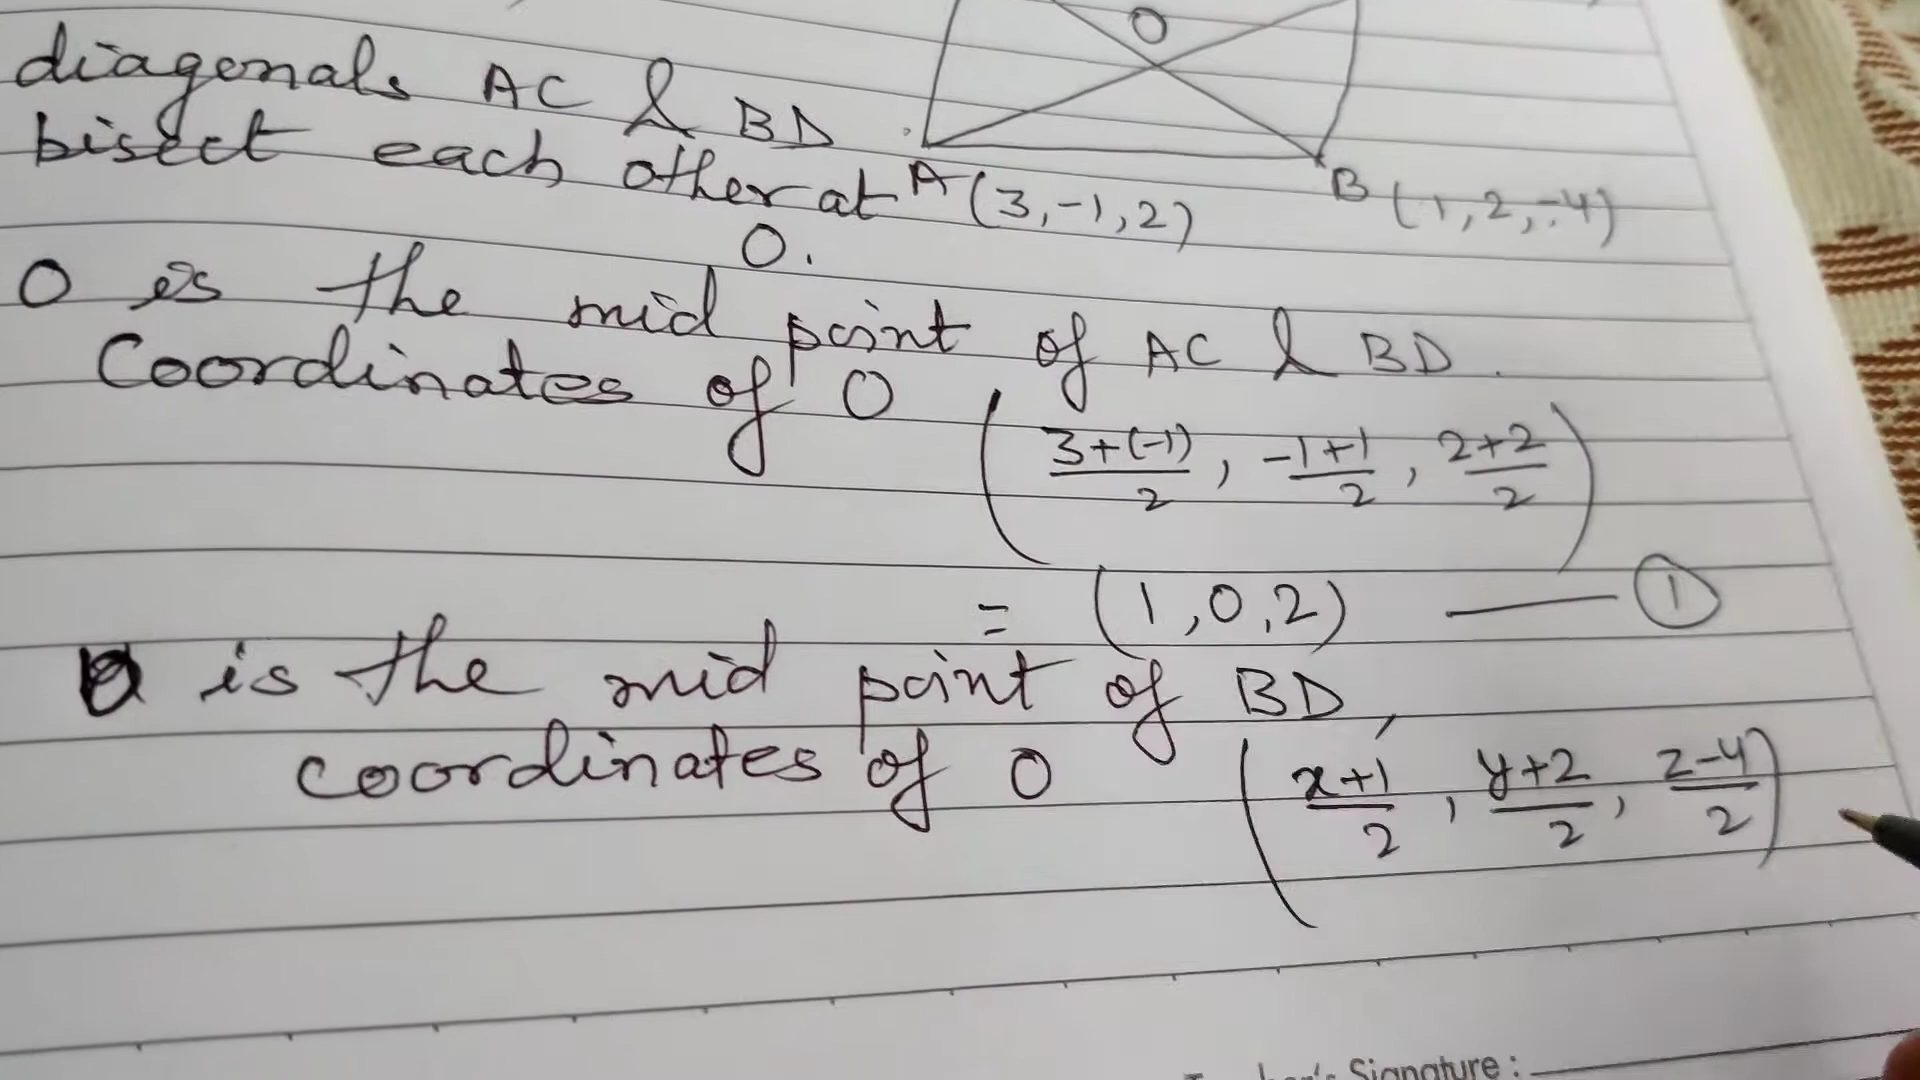 O
diagonals AC & BD
bisect each other at
O.
A (3,-1,2)
B (1,2,-4)
O is the mid point of AC & BD.
Coordinates of O ( 3+(-1)/2 , -1+1/2 , 2+2/2 )
= (1,0,2) —— ①
O is the mid point of BD,
coordinates of O ( x+1/2 , y+2/2 , z-4/2 )
Signature :